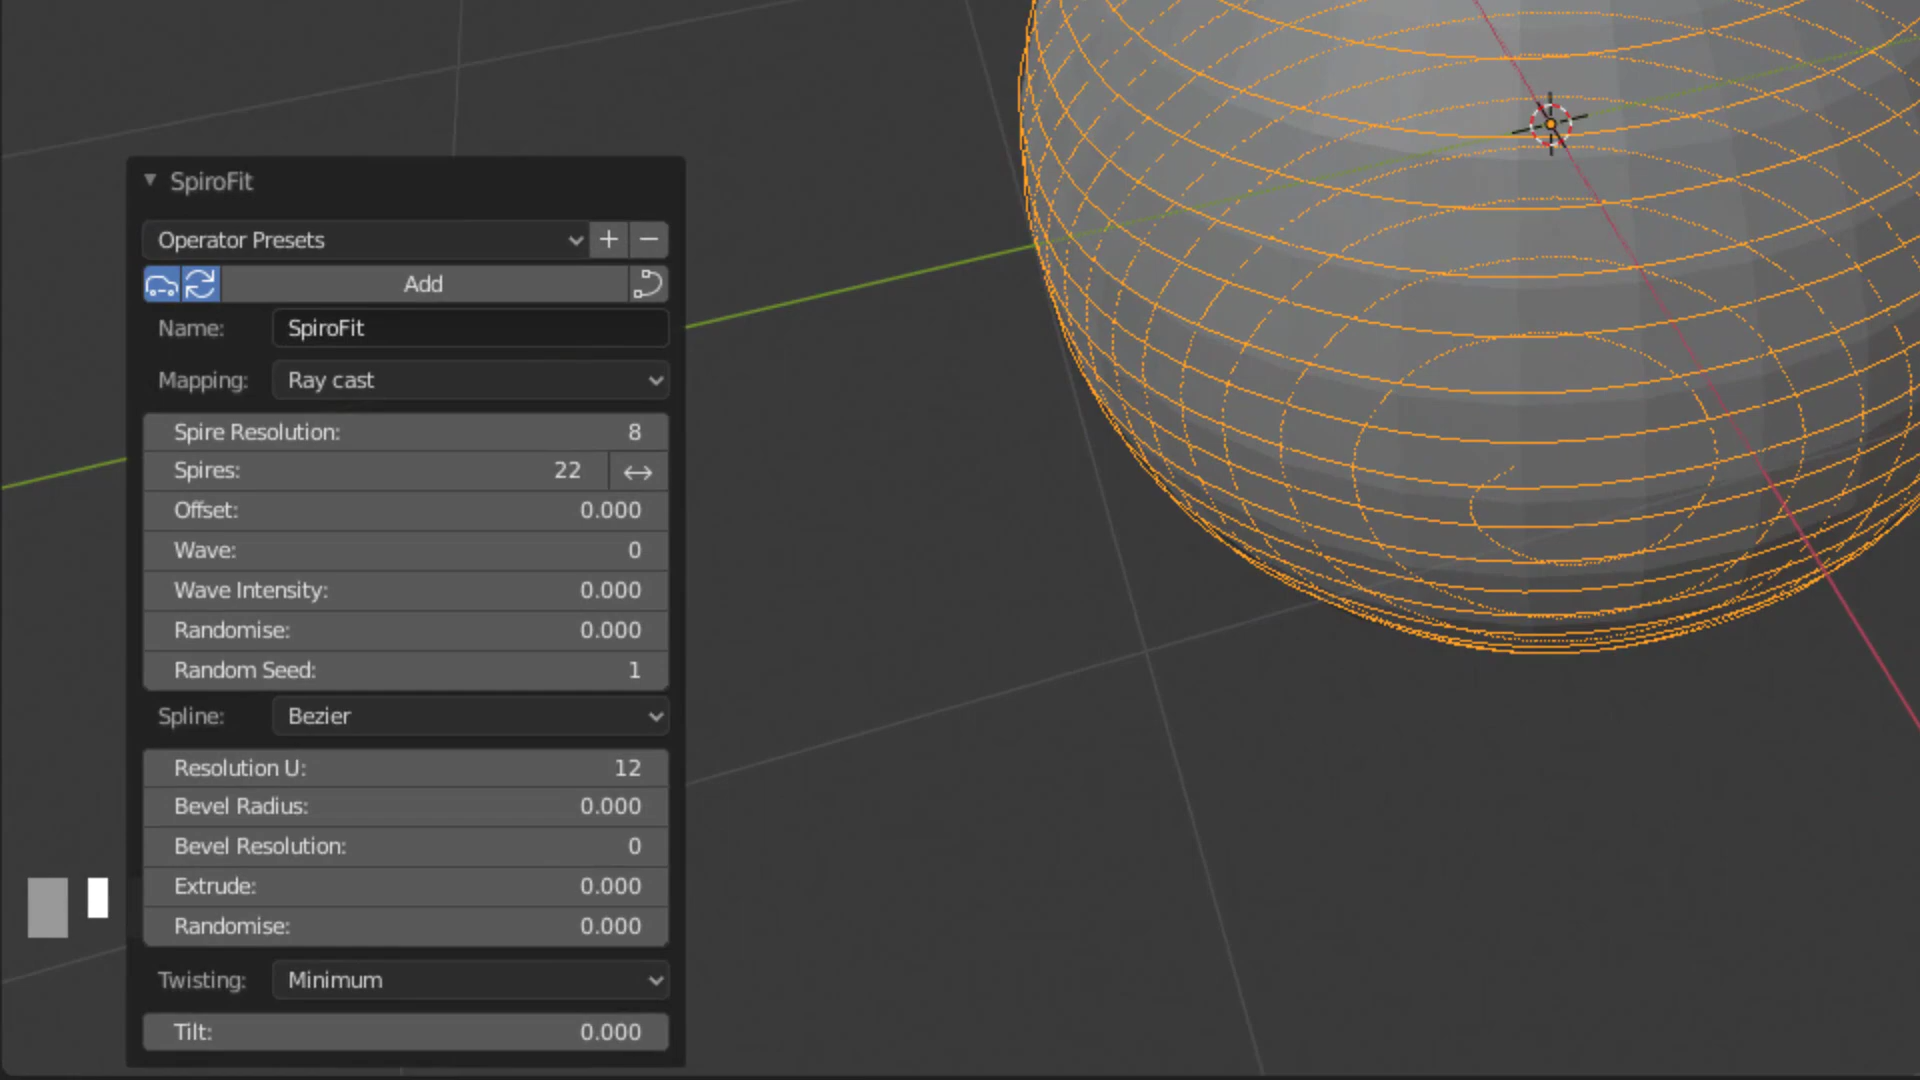 SpiroFit
Operator Presets
Add
Name: SpiroFit
Mapping: Ray cast
Spire Resolution: 8
Spires: 22
Offset: 0.000
Wave: 0
Wave Intensity: 0.000
Randomise: 0.000
Random Seed: 1
Spline: Bezier
Resolution U: 12
Bevel Radius: 0.000
Bevel Resolution: 0
Extrude: 0.000
Randomise: 0.000
Twisting: Minimum
Tilt: 0.000